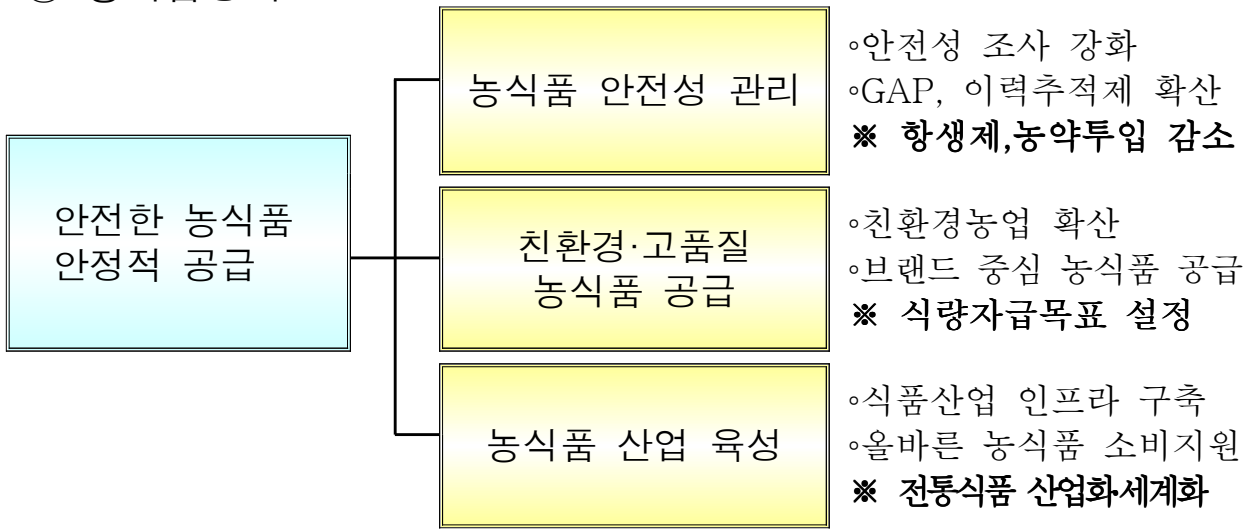 농식품 안전성 관리
◦안전성 조사 강화
◦GAP, 이력추적제 확산
※ 항생제,농약투입 감소
안전한 농식품
안정적 공급
친환경·고품질
농식품 공급
◦친환경농업 확산
◦브랜드 중심 농식품 공급
※ 식량자급목표 설정
농식품 산업 육성
◦식품산업 인프라 구축
◦올바른 농식품 소비지원
※ 전통식품 산업화·세계화